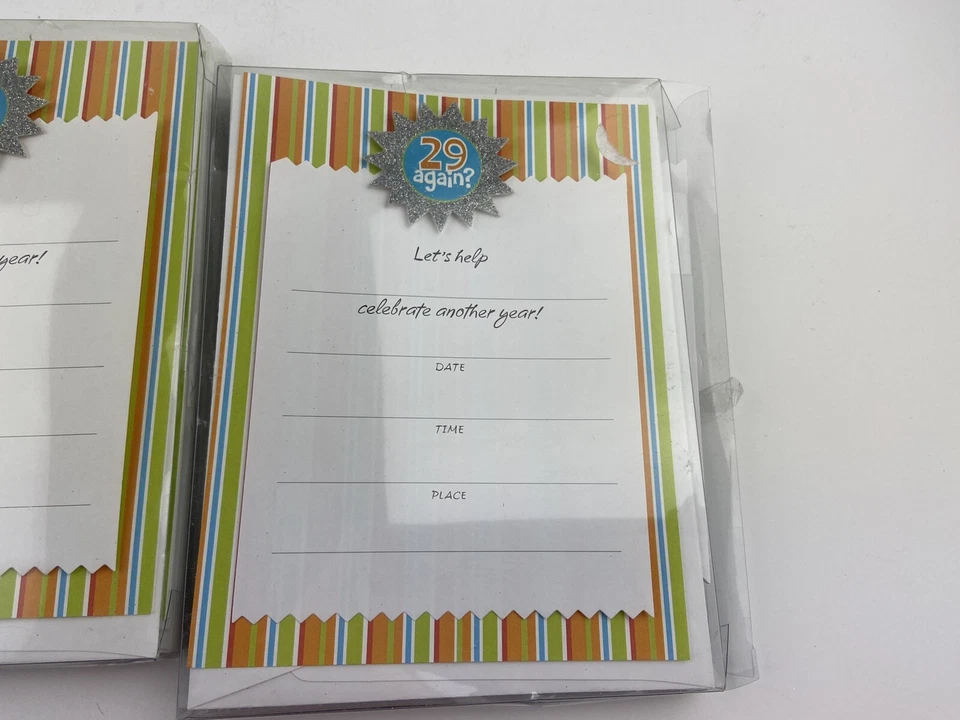 year!
29
again?
Let's help
celebrate another year!
DATE
TIME
PLACE